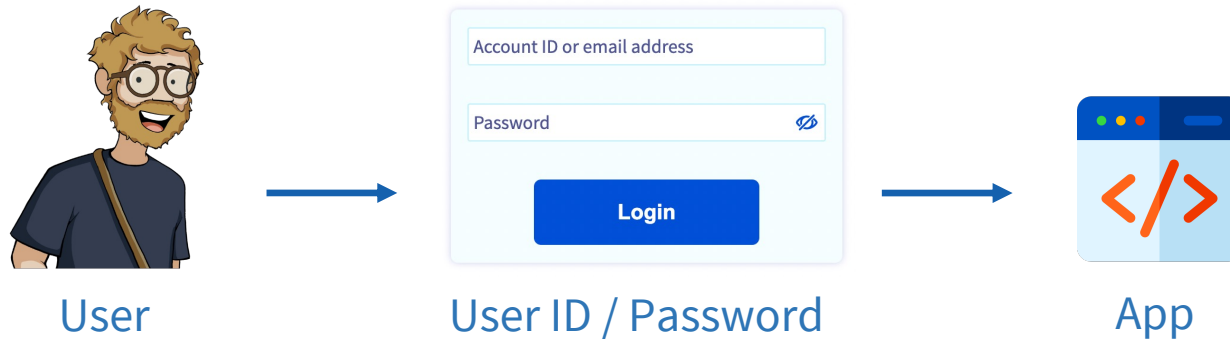 Account ID or email address
Password
Login
</>
User
User ID / Password
App